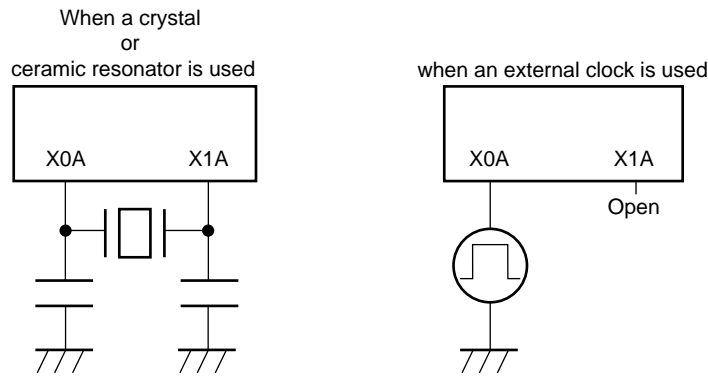 When a crystal
or
ceramic resonator is used
X0A X1A
when an external clock is used
X0A X1A
Open